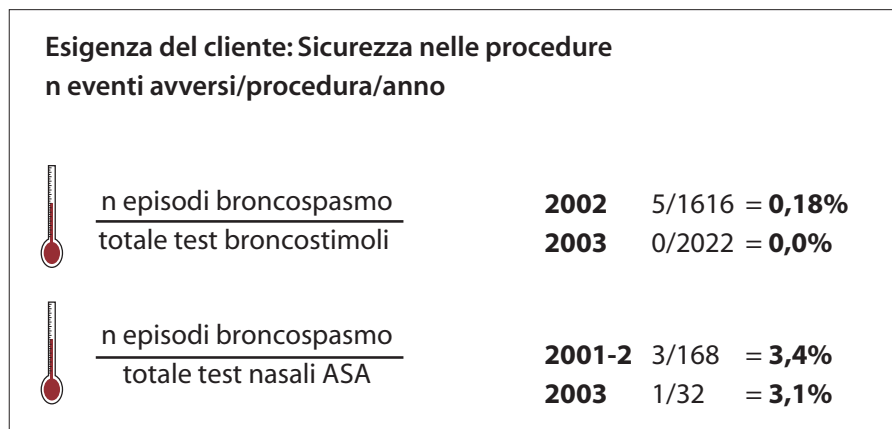 Esigenza del cliente: Sicurezza nelle procedure
n eventi avversi/procedura/anno
n episodi broncospasmo
totale test broncostimoli
2002 5/1616 = 0,18%
2003 0/2022 = 0,0%
n episodi broncospasmo
totale test nasali ASA
2001-2 3/168 = 3,4%
2003 1/32 = 3,1%